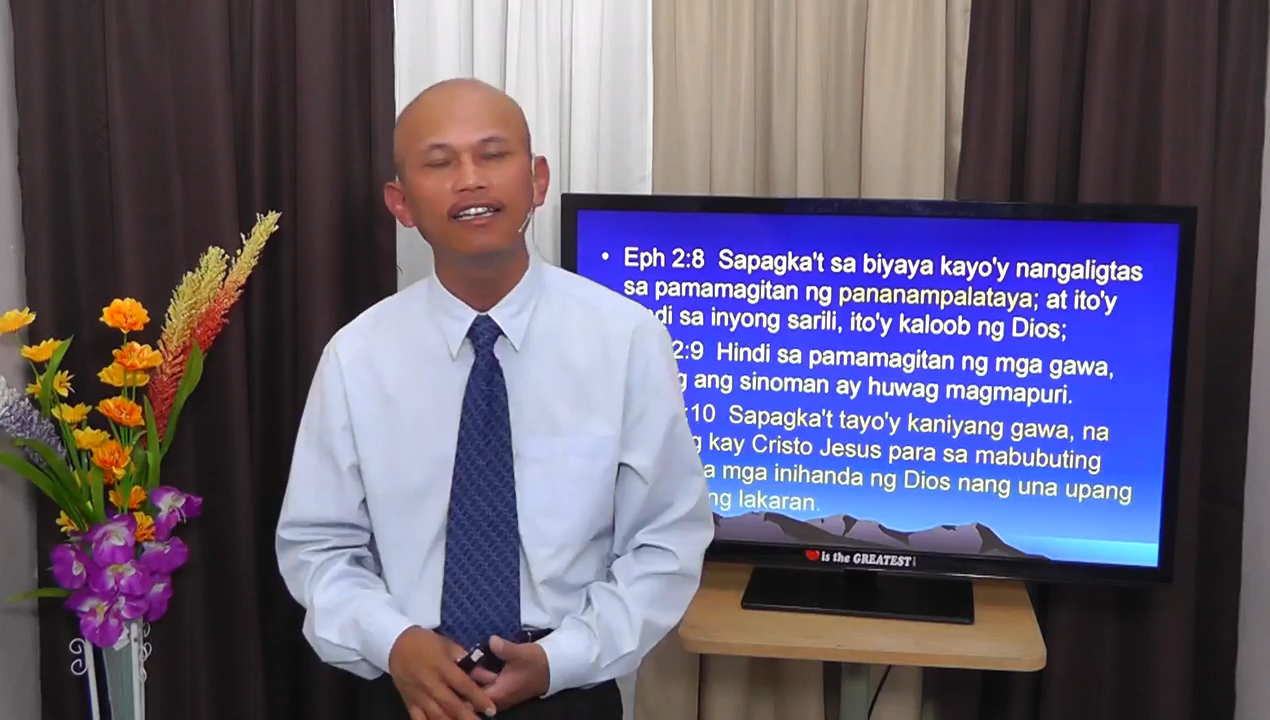 • Eph 2:8 Sapagka't sa biyaya kayo'y nangaligtas
sa pamamagitan ng pananampalataya; at ito'y
di sa inyong sarili, ito'y kaloob ng Dios;
2:9 Hindi sa pamamagitan ng mga gawa,
g ang sinoman ay huwag magmapuri.
:10 Sapagka't tayo'y kaniyang gawa, na
g kay Cristo Jesus para sa mabubuting
a mga inihanda ng Dios nang una upang
ng lakaran.
❤ is the GREATEST!